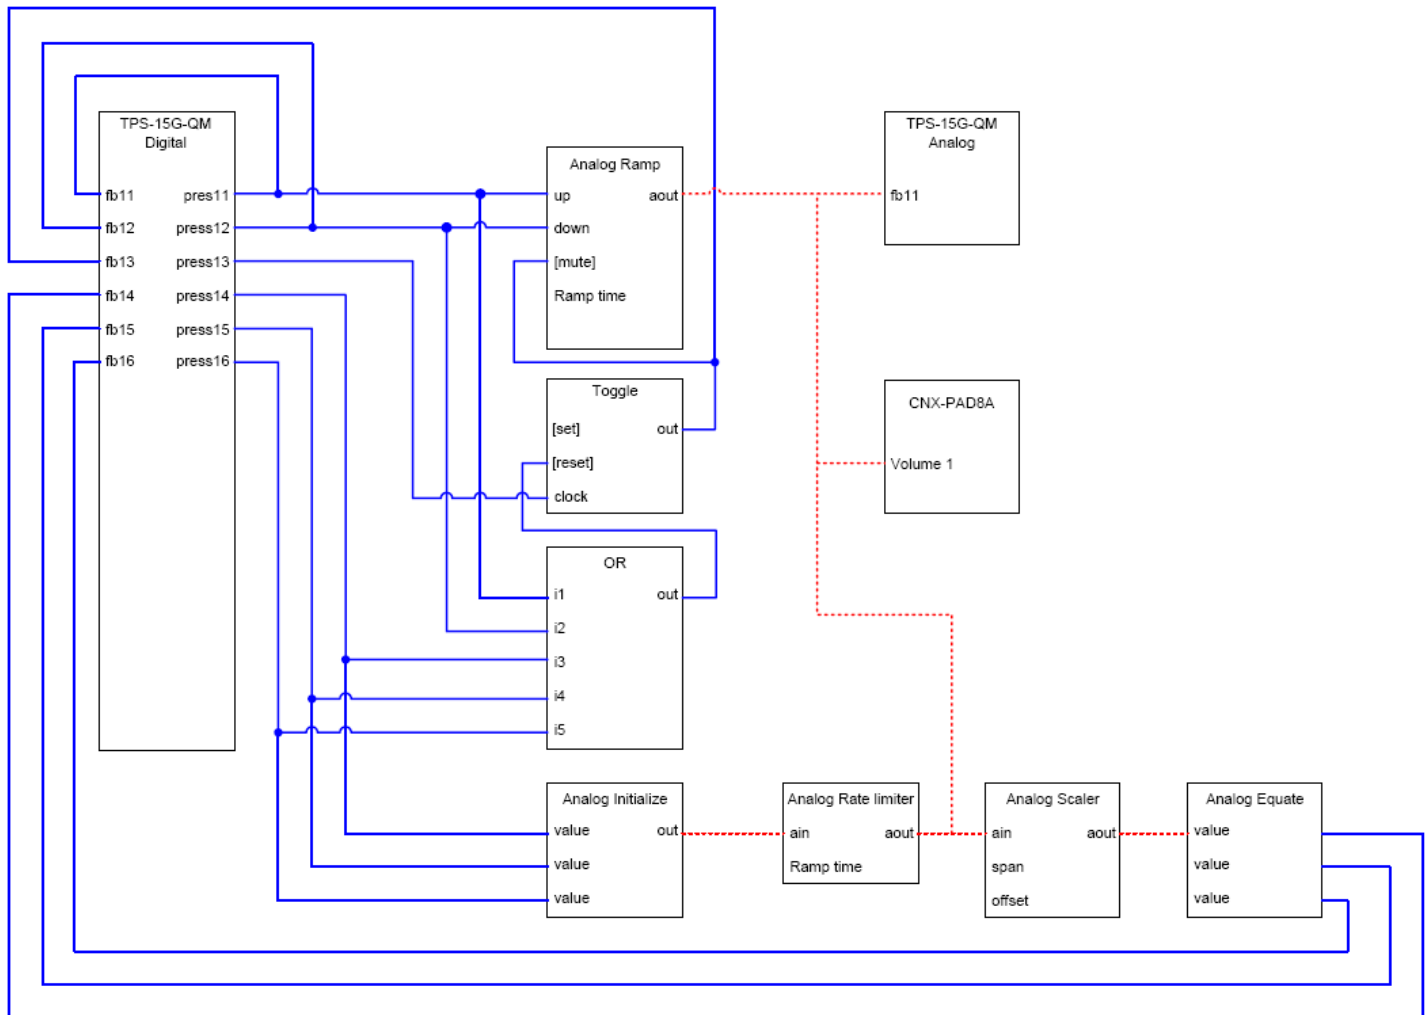 TPS-15G-QM
Digital
fb11 pres11
fb12 press12
fb13 press13
fb14 press14
fb15 press15
fb16 press16
Analog Ramp
up aout
down
[mute]
Ramp time
TPS-15G-QM
Analog
fb11
Toggle
[set] out
[reset]
clock
CNX-PAD8A
Volume 1
OR
i1 out
i2
i3
i4
i5
Analog Initialize
value out
value
value
Analog Rate limiter
ain aout
Ramp time
Analog Scaler
ain aout
span
offset
Analog Equate
value
value
value